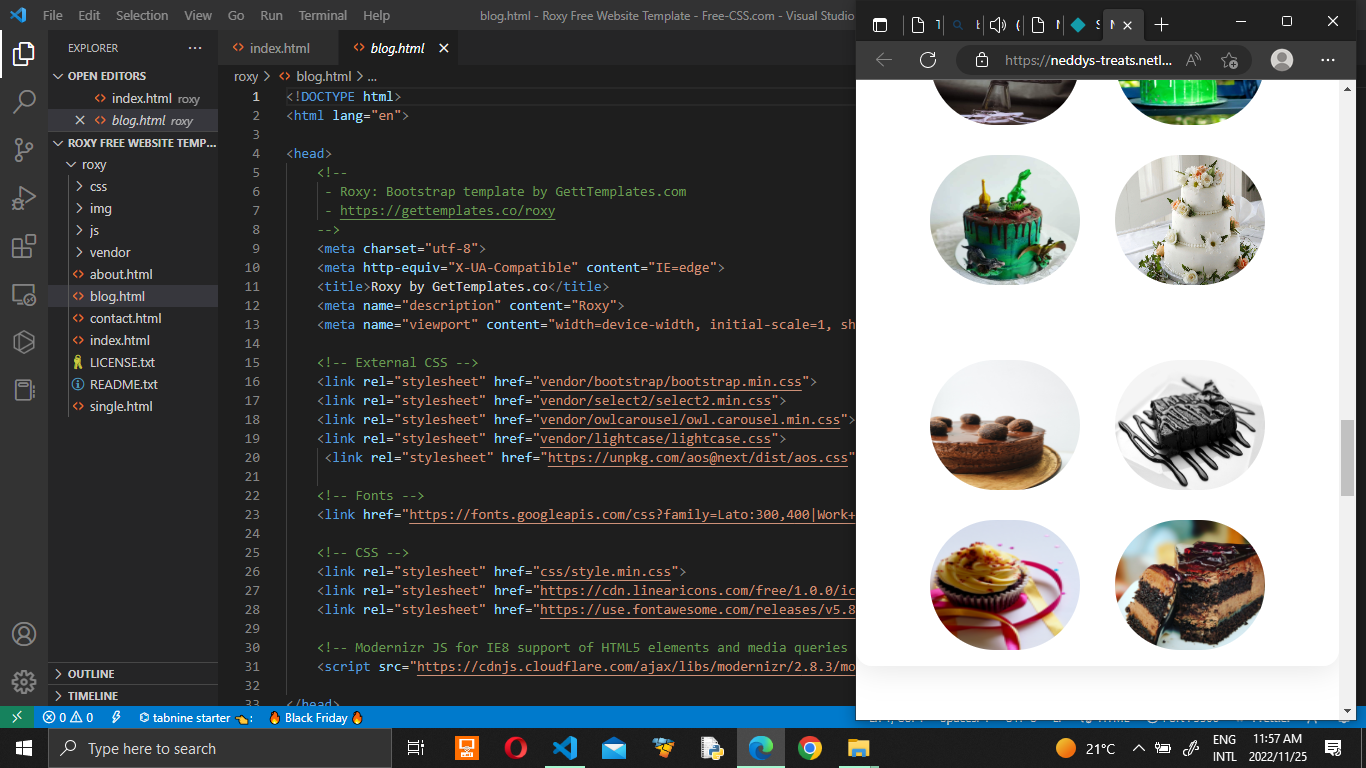 File Edit Selection View Go Run Terminal Help
blog.html - Roxy Free Website Template - Free-CSS.com - Visual Studio
EXPLORER
OPEN EDITORS
index.html roxy
blog.html roxy
ROXY FREE WEBSITE TEMP...
roxy
css
img
js
vendor
about.html
blog.html
contact.html
index.html
LICENSE.txt
README.txt
single.html
OUTLINE
TIMELINE
index.html
blog.html
roxy > blog.html > ...
1 <!DOCTYPE html>
2 <html lang="en">
3
4 <head>
5 <!--
6 - Roxy: Bootstrap template by GettTemplates.com
7 - https://gettemplates.co/roxy
8 -->
9 <meta charset="utf-8">
10 <meta http-equiv="X-UA-Compatible" content="IE=edge">
11 <title>Roxy by GetTemplates.co</title>
12 <meta name="description" content="Roxy">
13 <meta name="viewport" content="width=device-width, initial-scale=1, sh
14
15 <!-- External CSS -->
16 <link rel="stylesheet" href="vendor/bootstrap/bootstrap.min.css">
17 <link rel="stylesheet" href="vendor/select2/select2.min.css">
18 <link rel="stylesheet" href="vendor/owlcarousel/owl.carousel.min.css">
19 <link rel="stylesheet" href="vendor/lightcase/lightcase.css">
20 <link rel="stylesheet" href="https://unpkg.com/aos@next/dist/aos.css"
21
22 <!-- Fonts -->
23 <link href="https://fonts.googleapis.com/css?family=Lato:300,400|Work+
24
25 <!-- CSS -->
26 <link rel="stylesheet" href="css/style.min.css">
27 <link rel="stylesheet" href="https://cdn.linearicons.com/free/1.0.0/ic
28 <link rel="stylesheet" href="https://use.fontawesome.com/releases/v5.8
29
30 <!-- Modernizr JS for IE8 support of HTML5 elements and media queries
31 <script src="https://cdnjs.cloudflare.com/ajax/libs/modernizr/2.8.3/mo
32
33 </head>
https://neddys-treats.netl...
0 0 tabnine starter Black Friday
Type here to search
21°C
ENG
INTL
11:57 AM
2022/11/25